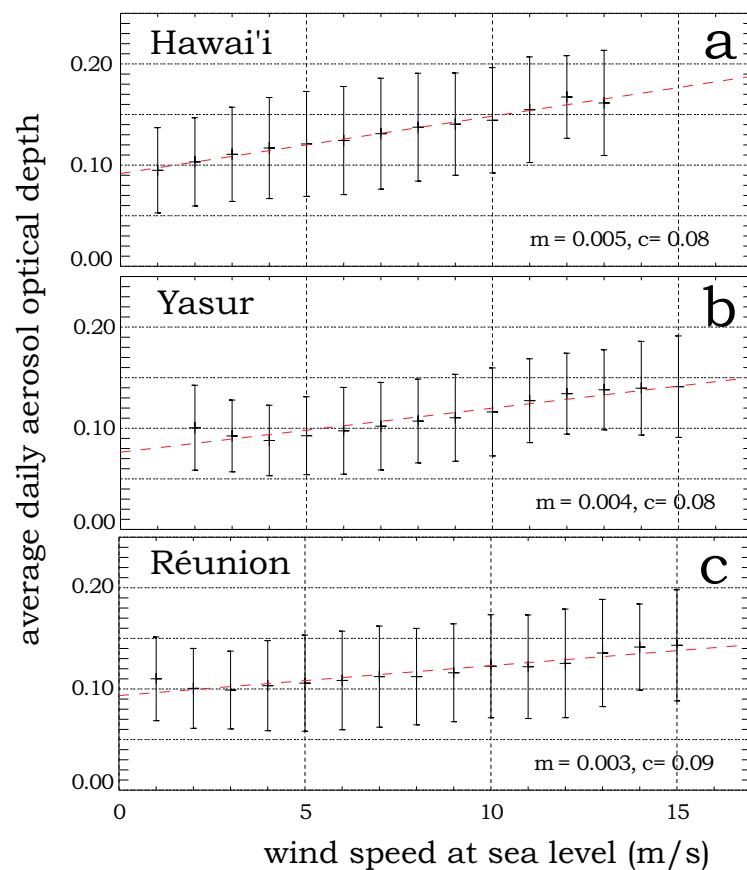 average daily aerosol optical depth
Hawai'i
a
0.20
0.10
0.00
m = 0.005, c= 0.08
Yasur
b
0.20
0.10
0.00
m = 0.004, c= 0.08
Réunion
c
0.20
0.10
0.00
m = 0.003, c= 0.09
0 5 10 15
wind speed at sea level (m/s)